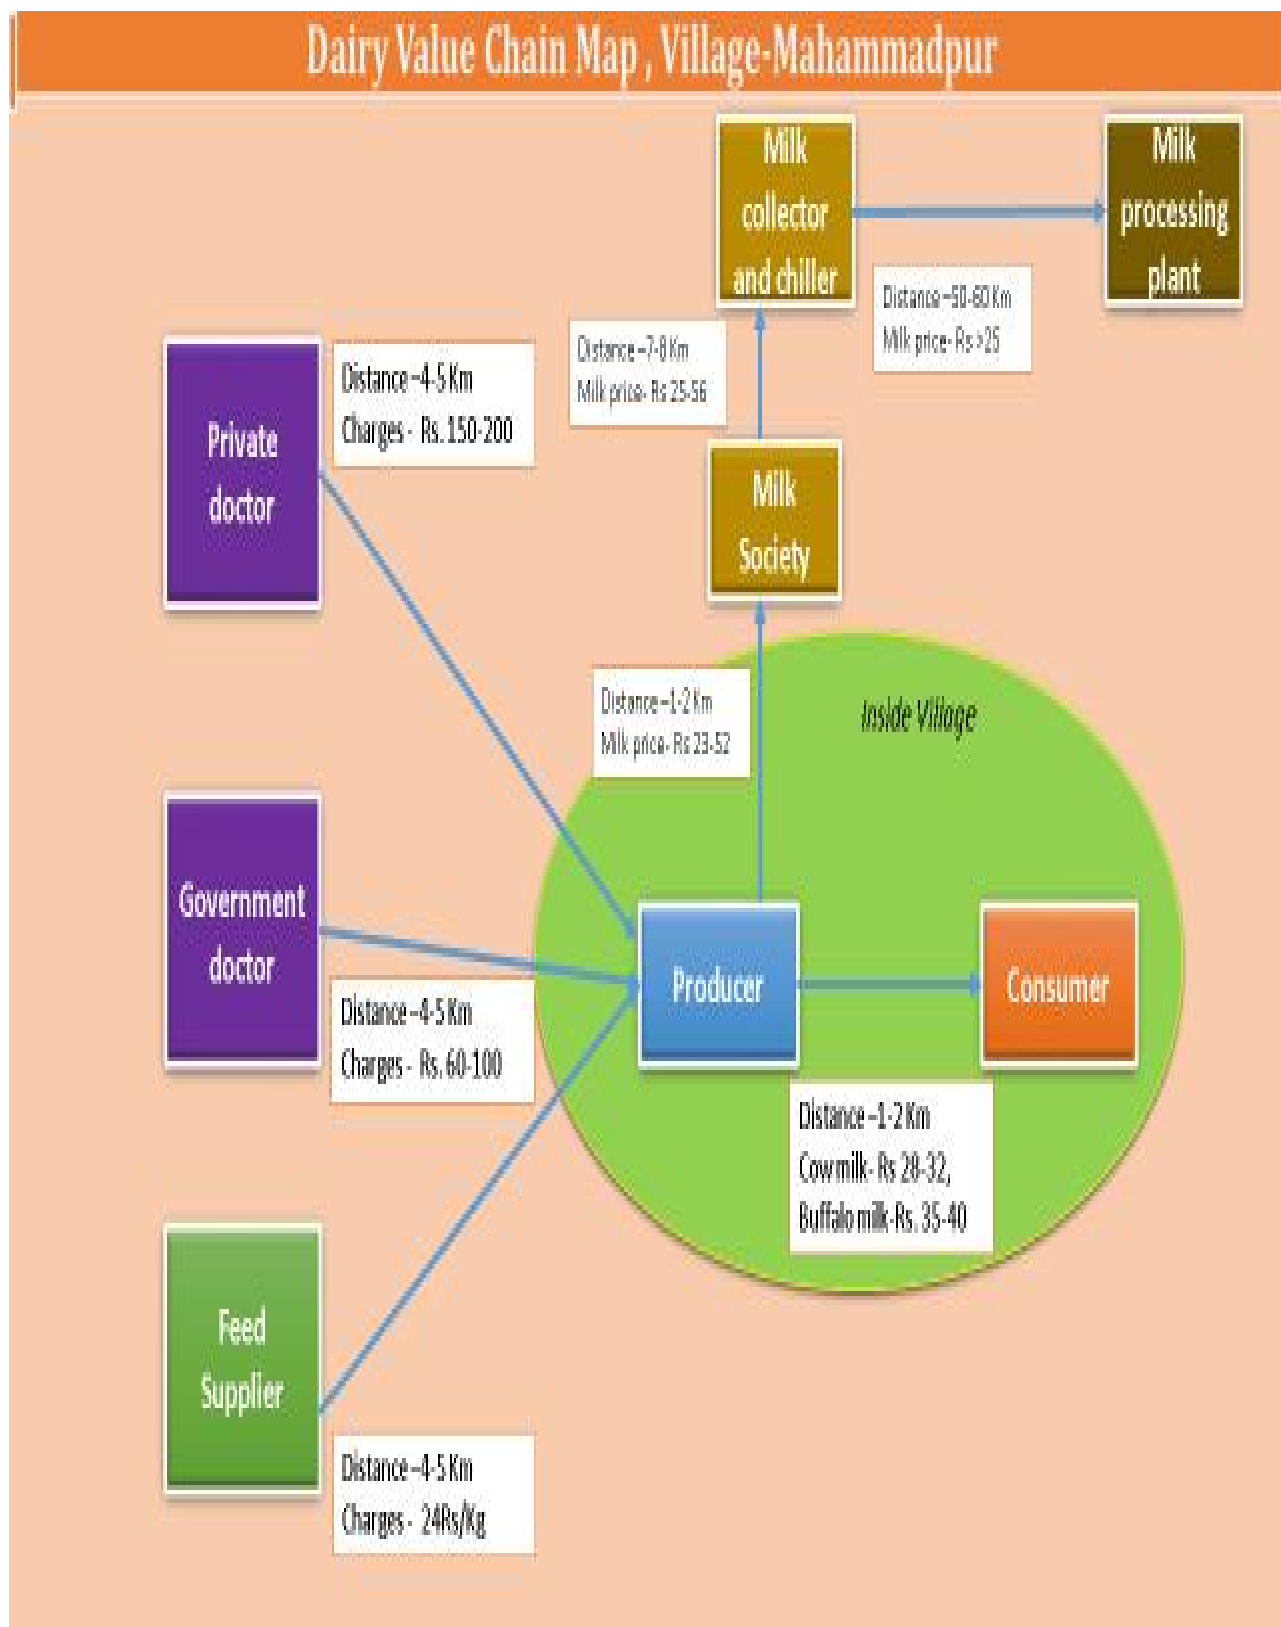 Dairy Value Chain Map , Village-Mahammadpur
Milk
collector
and chiller
Milk
processing
plant
Distance –50-60 Km
Milk price- Rs >25
Distance –7-8 Km
Milk price- Rs 25-56
Private
doctor
Distance –4-5 Km
Charges - Rs. 150-200
Milk
Society
Distance –1-2 Km
Milk price- Rs 23-52
Inside Village
Government
doctor
Distance –4-5 Km
Charges - Rs. 60-100
Producer
Consumer
Distance –1-2 Km
Cow milk- Rs 28-32,
Buffalo milk-Rs. 35-40
Feed
Supplier
Distance –4-5 Km
Charges - 24Rs/Kg